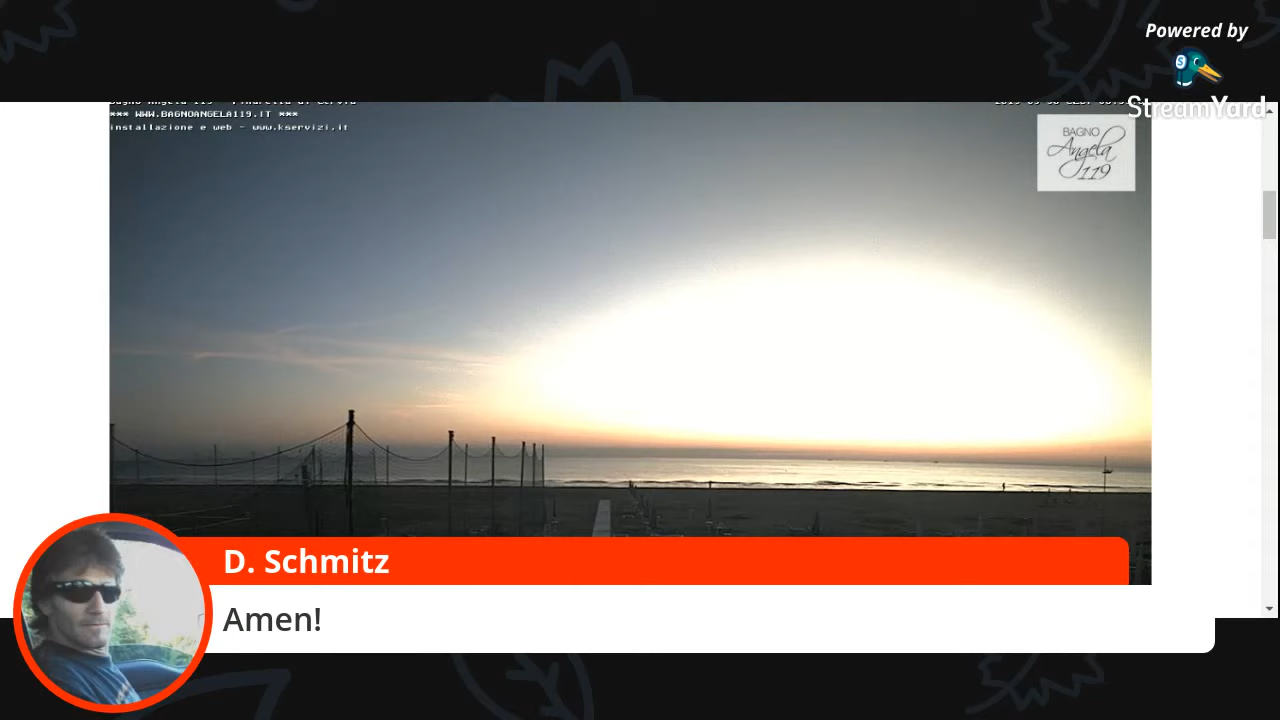 Powered by
StreamYard
*** WWW.BAGNOANGELA119.IT ***
installazione e web - www.kservizi.it
BAGNO
Angela
119
D. Schmitz
Amen!